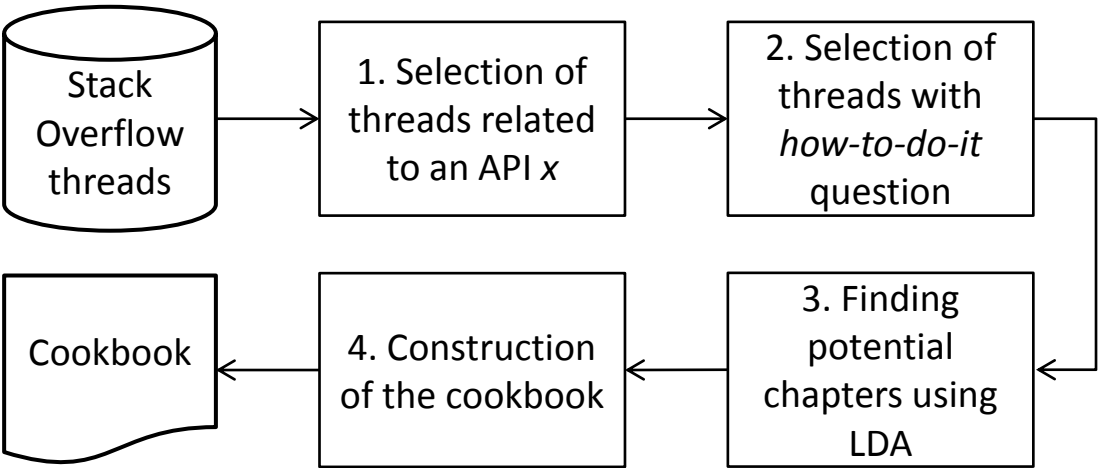 Stack
Overflow
threads
1. Selection of
threads related
to an API x
2. Selection of
threads with
how-to-do-it
question
3. Finding
potential
chapters using
LDA
4. Construction
of the cookbook
Cookbook